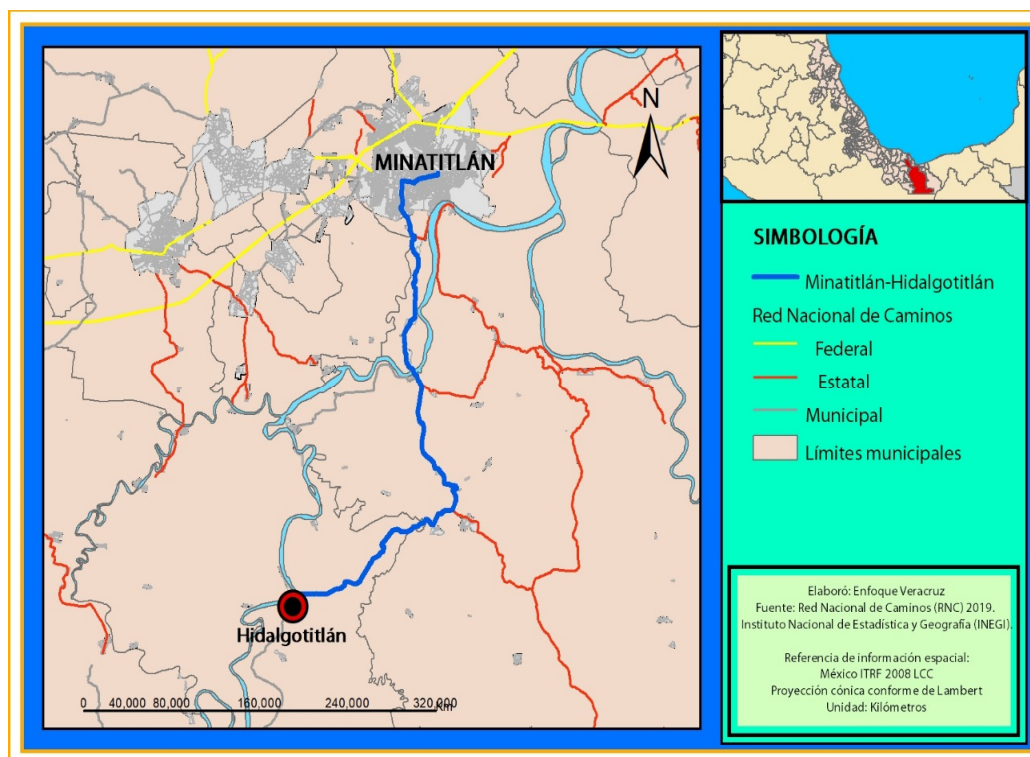 MINATITLÁN
N
Hidalgotitlán
0 40,000 80,000 160,000 240,000 320,000
Km
SIMBOLOGÍA
Minatitlán-Hidalgotitlán
Red Nacional de Caminos
Federal
Estatal
Municipal
Límites municipales
Elaboró: Enfoque Veracruz
Fuente: Red Nacional de Caminos (RNC) 2019.
Instituto Nacional de Estadística y Geografía (INEGI).
Referencia de información espacial:
México ITRF 2008 LCC
Proyección cónica conforme de Lambert
Unidad: Kilómetros